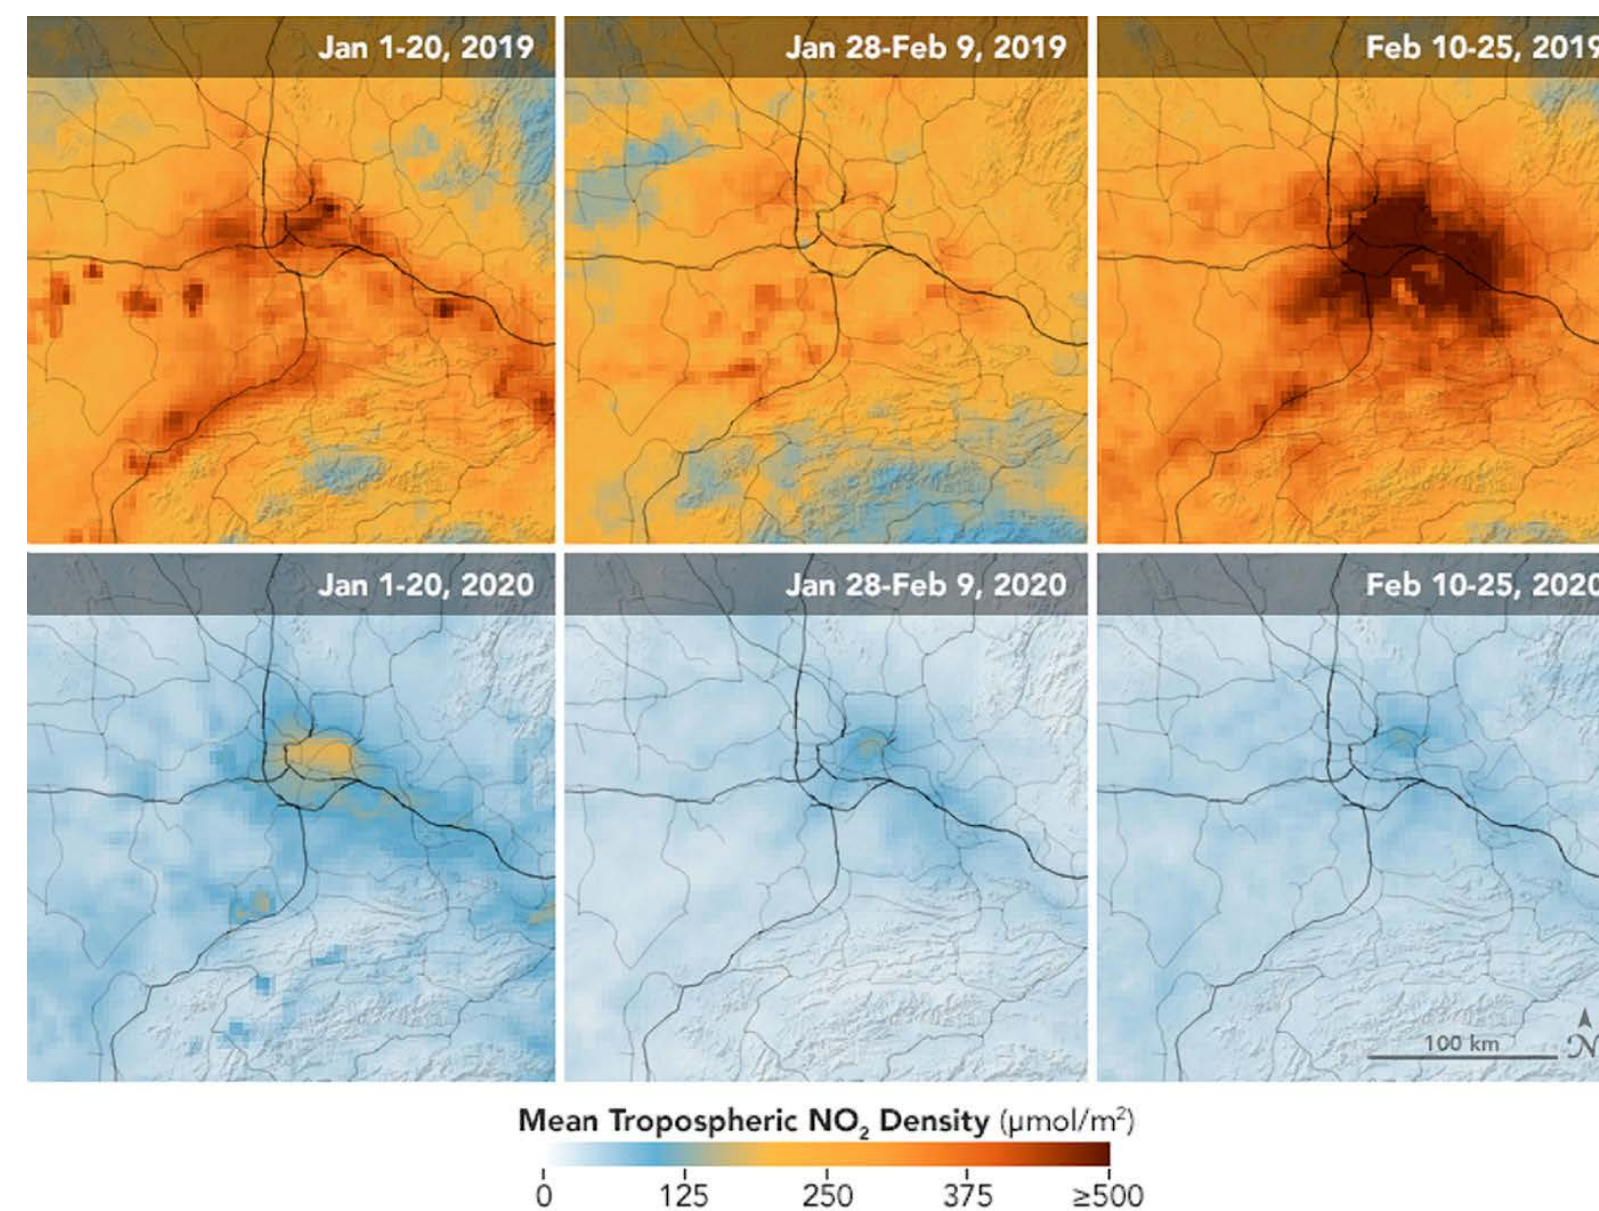 Jan 1-20, 2019
Jan 28-Feb 9, 2019
Feb 10-25, 2019
Jan 1-20, 2020
Jan 28-Feb 9, 2020
Feb 10-25, 2020
100 km
N
Mean Tropospheric NO₂ Density (µmol/m²)
0 125 250 375 ≥500